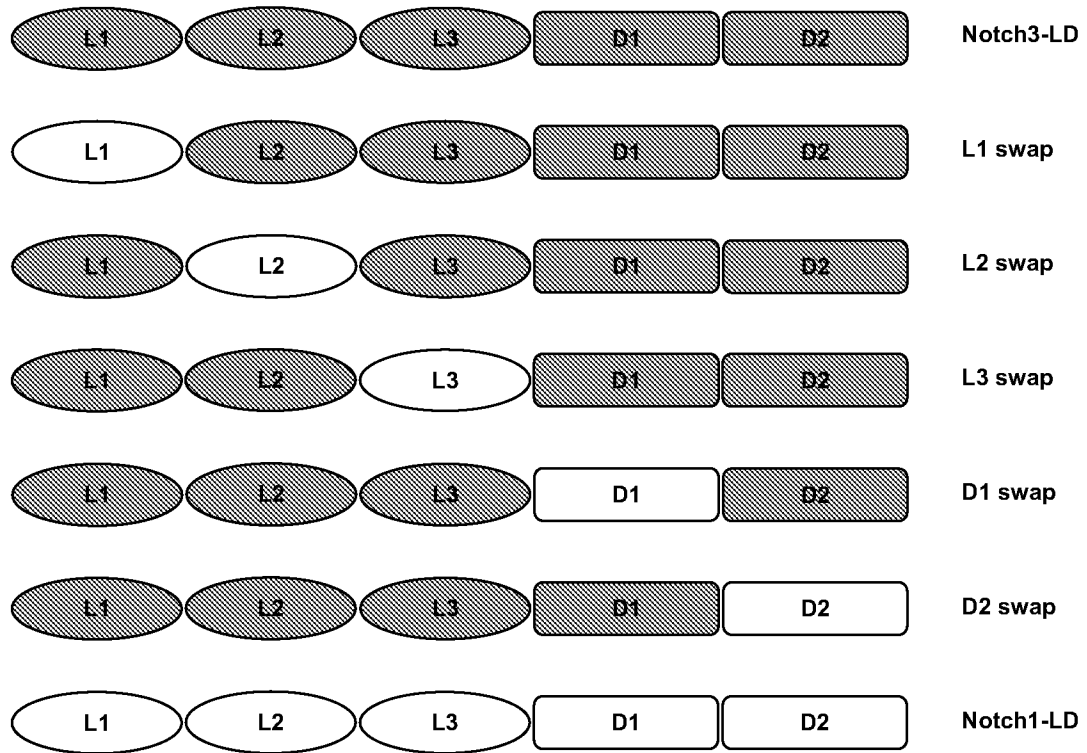 L1 L2 L3 D1 D2 Notch3-LD
L1 L2 L3 D1 D2 L1 swap
L1 L2 L3 D1 D2 L2 swap
L1 L2 L3 D1 D2 L3 swap
L1 L2 L3 D1 D2 D1 swap
L1 L2 L3 D1 D2 D2 swap
L1 L2 L3 D1 D2 Notch1-LD